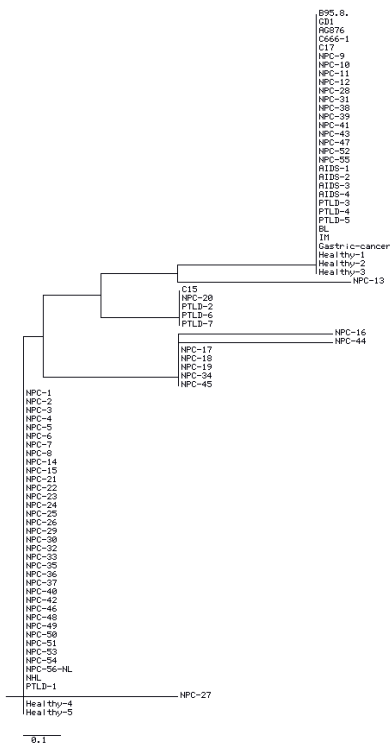 B95.8.
GD1
AG876
C666-1
C17
NPC-9
NPC-10
NPC-11
NPC-12
NPC-28
NPC-31
NPC-38
NPC-39
NPC-41
NPC-43
NPC-47
NPC-52
NPC-55
AIDS-1
AIDS-2
AIDS-3
AIDS-4
PTLD-3
PTLD-4
PTLD-5
BL
IM
Gastric-cancer
Healthy-1
Healthy-2
Healthy-3
NPC-13
C15
NPC-20
PTLD-2
PTLD-6
PTLD-7
NPC-16
NPC-44
NPC-17
NPC-18
NPC-19
NPC-34
NPC-45
NPC-1
NPC-2
NPC-3
NPC-4
NPC-5
NPC-6
NPC-7
NPC-8
NPC-14
NPC-15
NPC-21
NPC-22
NPC-23
NPC-24
NPC-25
NPC-26
NPC-29
NPC-30
NPC-32
NPC-33
NPC-35
NPC-36
NPC-37
NPC-40
NPC-42
NPC-46
NPC-48
NPC-49
NPC-50
NPC-51
NPC-53
NPC-54
NPC-56-NL
NHL
PTLD-1
NPC-27
Healthy-4
Healthy-5
0.1